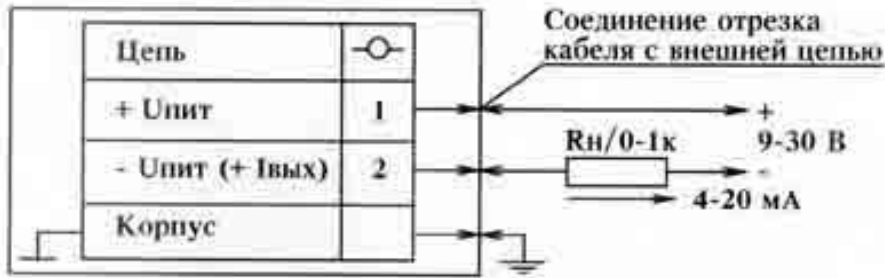 Соединение отрезка
кабеля с внешней цепью
Цепь
+ Uпит 1
- Uпит (+ Iвых) 2
Корпус
+
9-30 В
-
Rн/0-1к
4-20 мА